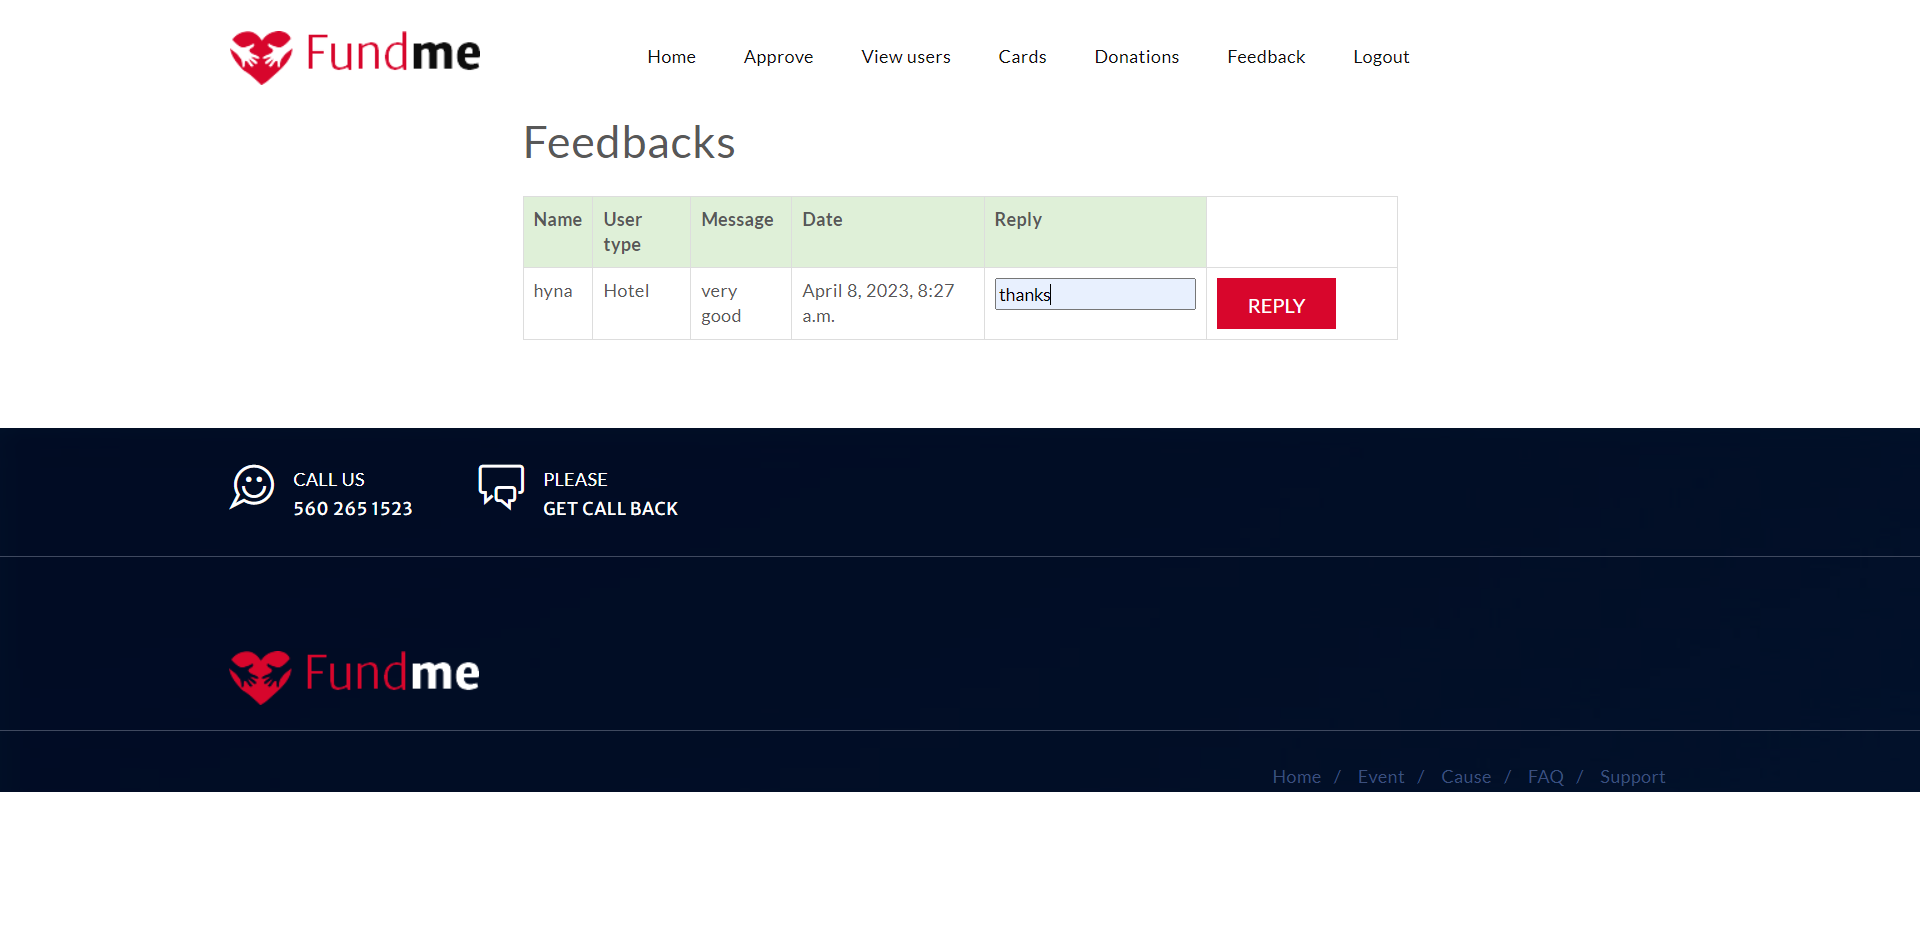 Fundme
Home Approve View users Cards Donations Feedback Logout
Feedbacks
Name User type Message Date Reply
hyna Hotel very good April 8, 2023, 8:27 a.m. thanks REPLY
CALL US
560 265 1523
PLEASE
GET CALL BACK
Fundme
Home / Event / Cause / FAQ / Support